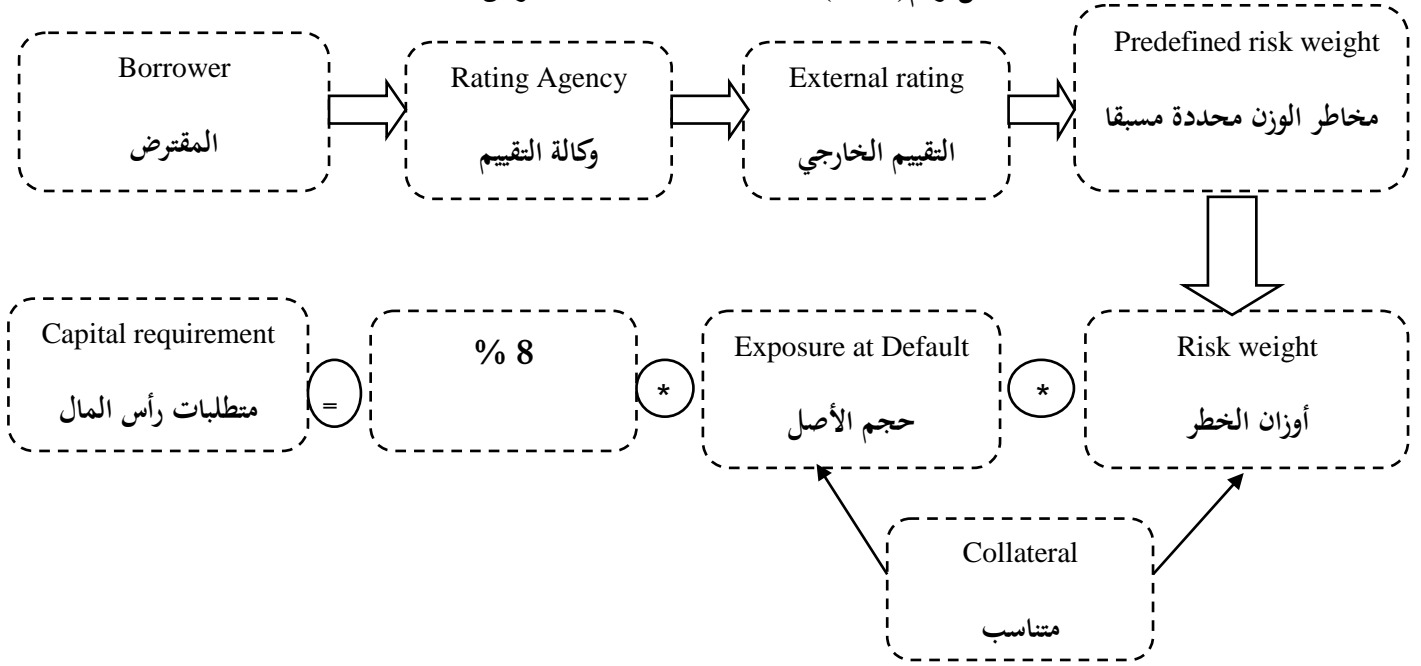 Borrower
المقترض
Rating Agency
وكالة التقييم
External rating
التقييم الخارجي
Predefined risk weight
مخاطر الوزن محددة مسبقا
Capital requirement
متطلبات رأس المال
=
% 8
*
Exposure at Default
حجم الأصل
*
Risk weight
أوزان الخطر
Collateral
متناسب